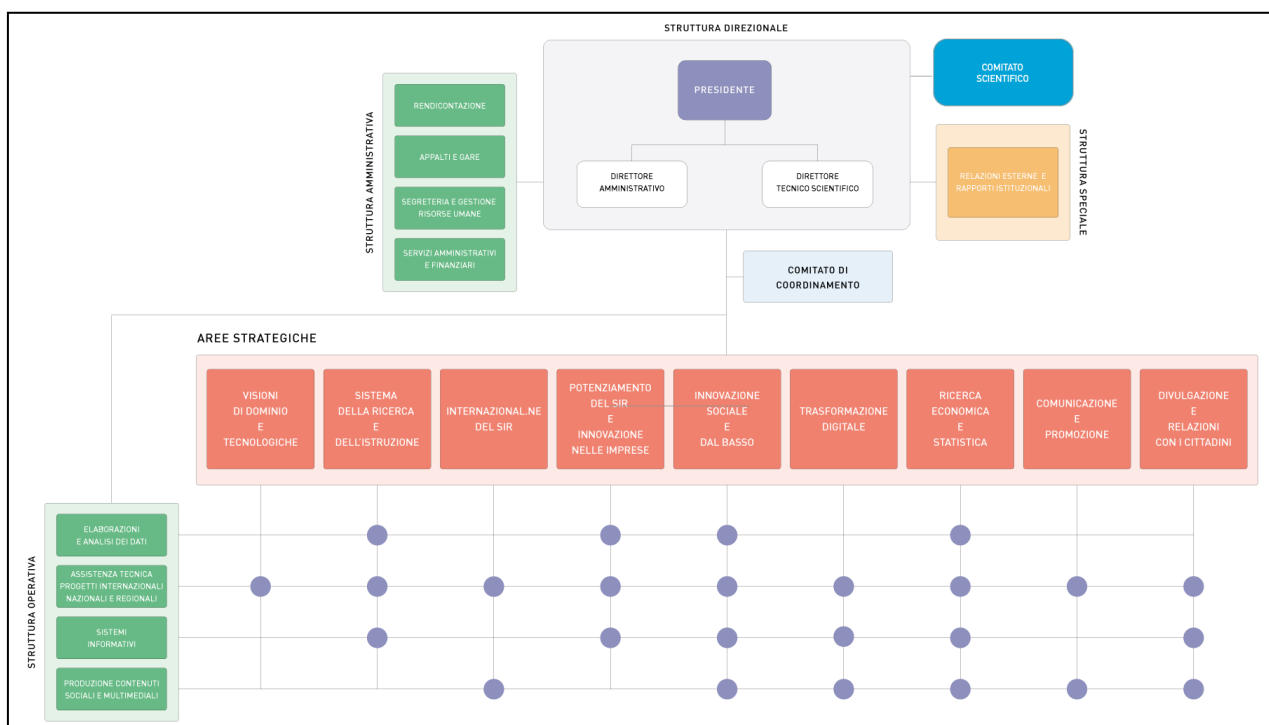 STRUTTURA DIREZIONALE
PRESIDENTE
DIRETTORE
AMMINISTRATIVO
DIRETTORE
TECNICO SCIENTIFICO
COMITATO
SCIENTIFICO
STRUTTURA AMMINISTRATIVA
RENDICONTAZIONE
APPALTI E GARE
SEGRETERIA E GESTIONE
RISORSE UMANE
SERVIZI AMMINISTRATIVI
E FINANZIARI
RELAZIONI ESTERNE E
RAPPORTI ISTITUZIONALI
STRUTTURA SPECIALE
COMITATO DI
COORDINAMENTO
AREE STRATEGICHE
VISIONI
DI DOMINIO
E
TECNOLOGICHE
SISTEMA
DELLA RICERCA
E
DELL'ISTRUZIONE
INTERNAZIONAL.NE
DEL SIR
POTENZIAMENTO
DEL SIR
E
INNOVAZIONE
NELLE IMPRESE
INNOVAZIONE
SOCIALE
E
DAL BASSO
TRASFORMAZIONE
DIGITALE
RICERCA
ECONOMICA
E
STATISTICA
COMUNICAZIONE
E
PROMOZIONE
DIVULGAZIONE
E
RELAZIONI
CON I CITTADINI
STRUTTURA OPERATIVA
ELABORAZIONI
E ANALISI DEI DATI
ASSISTENZA TECNICA
PROGETTI INTERNAZIONALI
NAZIONALI E REGIONALI
SISTEMI
INFORMATIVI
PRODUZIONE CONTENUTI
SOCIALI E MULTIMEDIALI